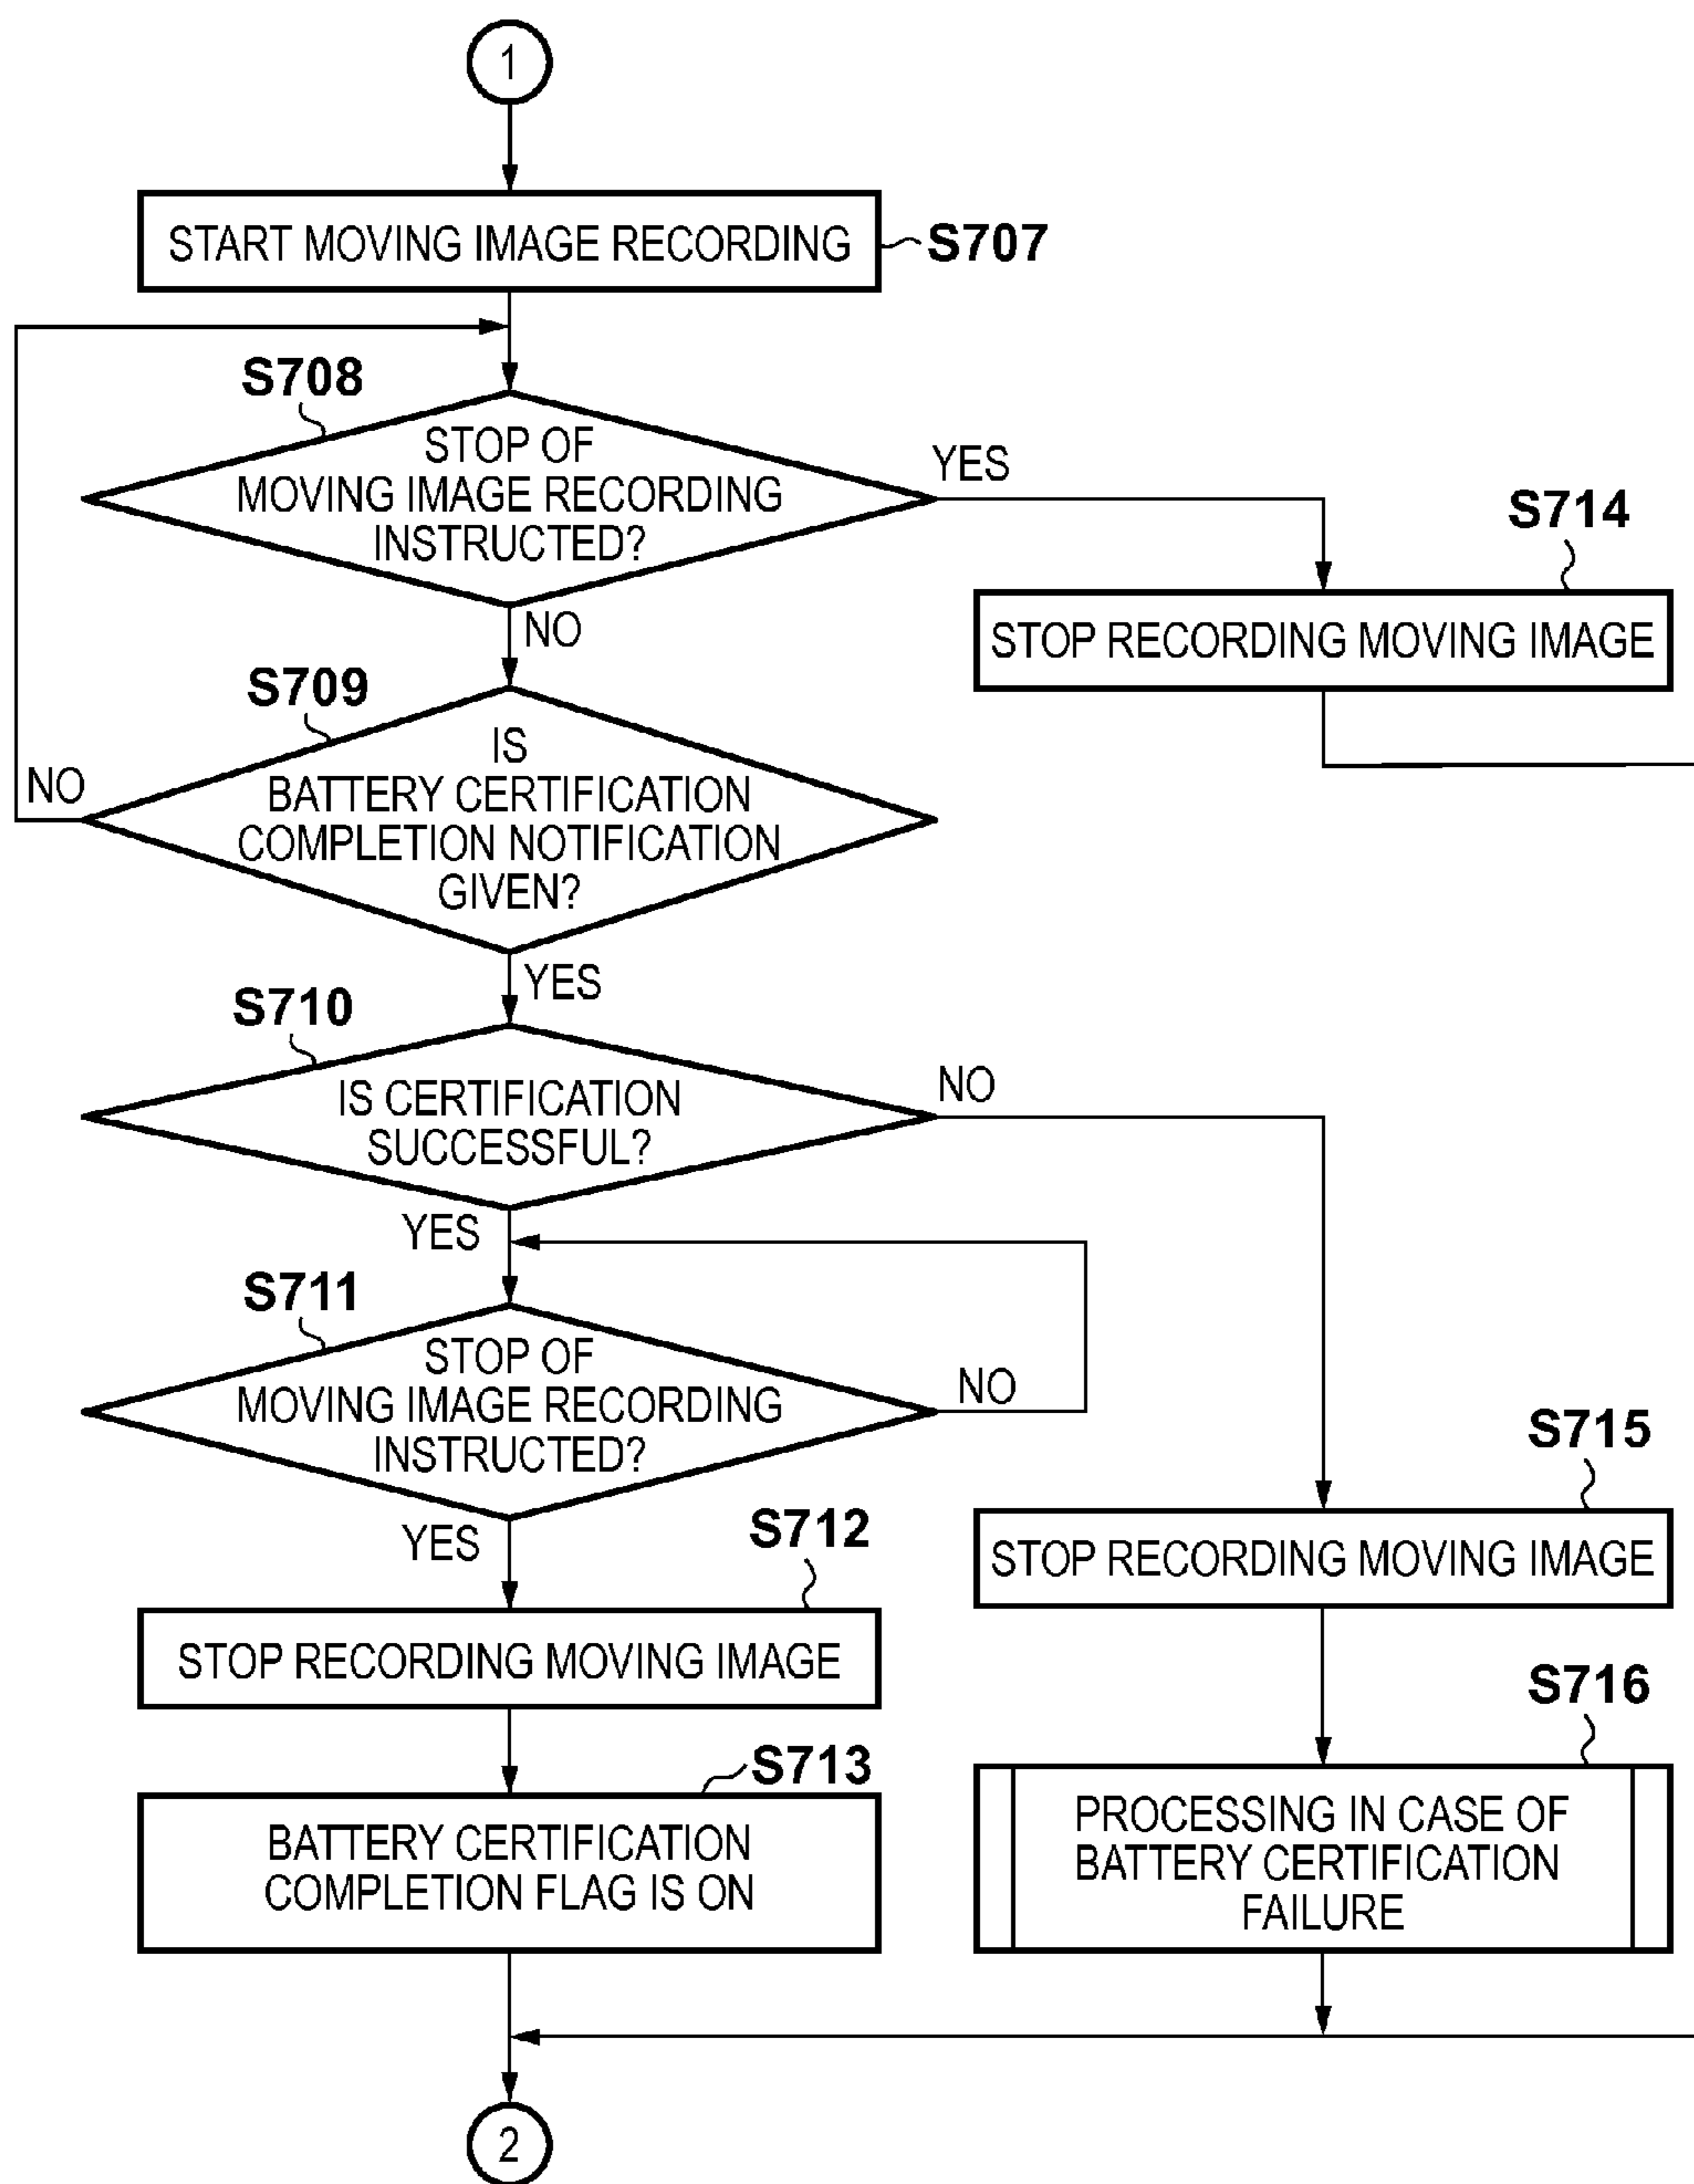 1
START MOVING IMAGE RECORDING
S707
S708
STOP OF
MOVING IMAGE RECORDING
INSTRUCTED?
YES
NO
S714
STOP RECORDING MOVING IMAGE
S709
IS
BATTERY CERTIFICATION
COMPLETION NOTIFICATION
GIVEN?
NO
YES
S710
IS CERTIFICATION
SUCCESSFUL?
NO
YES
S711
STOP OF
MOVING IMAGE RECORDING
INSTRUCTED?
NO
YES
S712
STOP RECORDING MOVING IMAGE
S715
STOP RECORDING MOVING IMAGE
S713
BATTERY CERTIFICATION
COMPLETION FLAG IS ON
S716
PROCESSING IN CASE OF
BATTERY CERTIFICATION
FAILURE
2